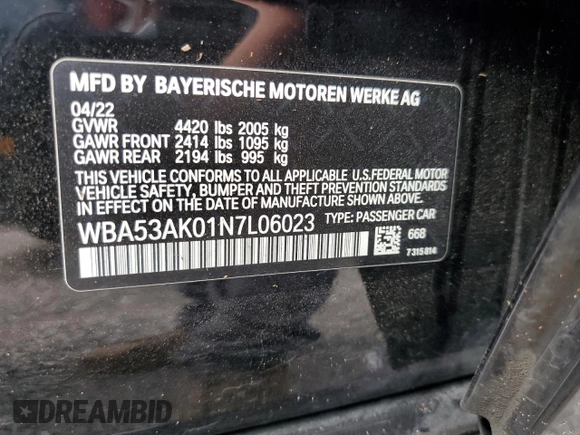 MFD BY BAYERISCHE MOTOREN WERKE AG
04/22
GVWR 4420 lbs 2005 kg
GAWR FRONT 2414 lbs 1095 kg
GAWR REAR 2194 lbs 995 kg
THIS VEHICLE CONFORMS TO ALL APPLICABLE U.S.FEDERAL MOTOR
VEHICLE SAFETY, BUMPER AND THEFT PREVENTION STANDARDS
IN EFFECT ON THE DATE OF MANUFACTURE SHOWN ABOVE.
WBA53AK01N7L06023 TYPE: PASSENGER CAR
668
7315814
DREAMBID